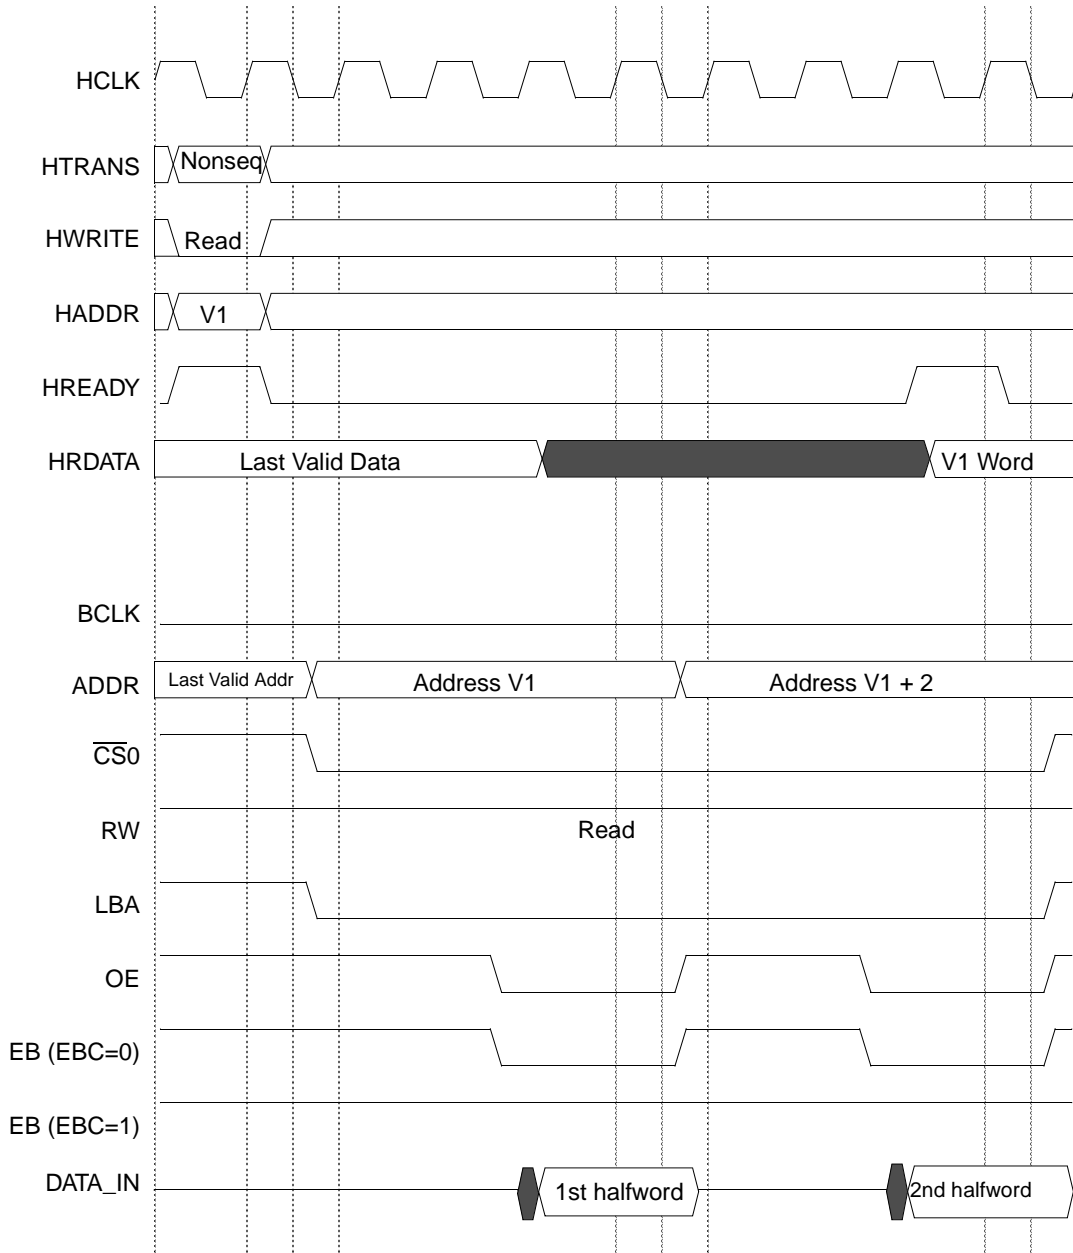 HCLK
HTRANS Nonseq
HWRITE Read
HADDR V1
HREADY
HRDATA Last Valid Data V1 Word
BCLK
ADDR Last Valid Addr Address V1 Address V1 + 2
C̅S̅0
RW Read
LBA
OE
EB (EBC=0)
EB (EBC=1)
DATA_IN 1st halfword 2nd halfword